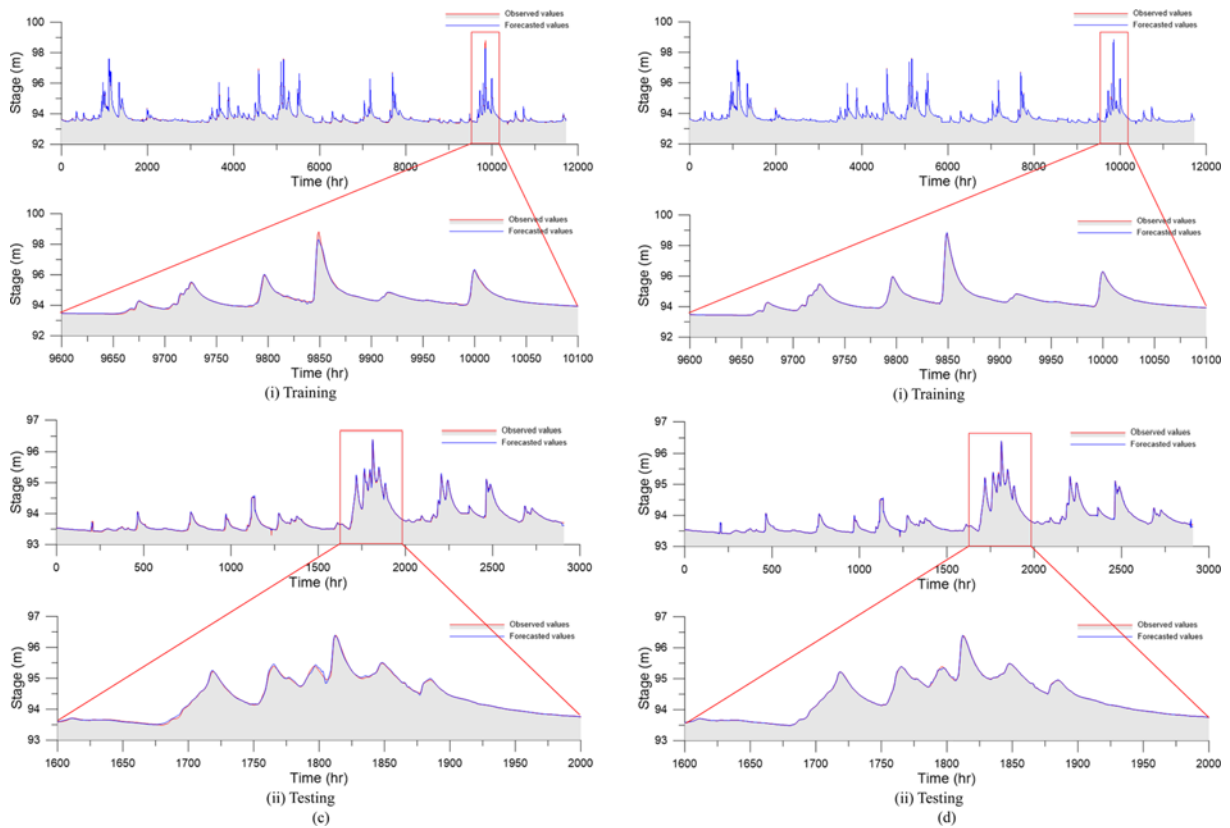 Observed values
Forecasted values
Stage (m)
100
98
96
94
92
0 2000 4000 6000 8000 10000 12000
Time (hr)
Observed values
Forecasted values
Stage (m)
100
98
96
94
92
9600 9650 9700 9750 9800 9850 9900 9950 10000 10050 10100
Time (hr)
(i) Training
Observed values
Forecasted values
Stage (m)
97
96
95
94
93
0 500 1000 1500 2000 2500 3000
Time (hr)
Observed values
Forecasted values
Stage (m)
97
96
95
94
93
1600 1650 1700 1750 1800 1850 1900 1950 2000
Time (hr)
(ii) Testing
(c)
Observed values
Forecasted values
Stage (m)
100
98
96
94
92
0 2000 4000 6000 8000 10000 12000
Time (hr)
Observed values
Forecasted values
Stage (m)
100
98
96
94
92
9600 9650 9700 9750 9800 9850 9900 9950 10000 10050 10100
Time (hr)
(i) Training
Observed values
Forecasted values
Stage (m)
97
96
95
94
93
0 500 1000 1500 2000 2500 3000
Time (hr)
Observed values
Forecasted values
Stage (m)
97
96
95
94
93
1600 1650 1700 1750 1800 1850 1900 1950 2000
Time (hr)
(ii) Testing
(d)